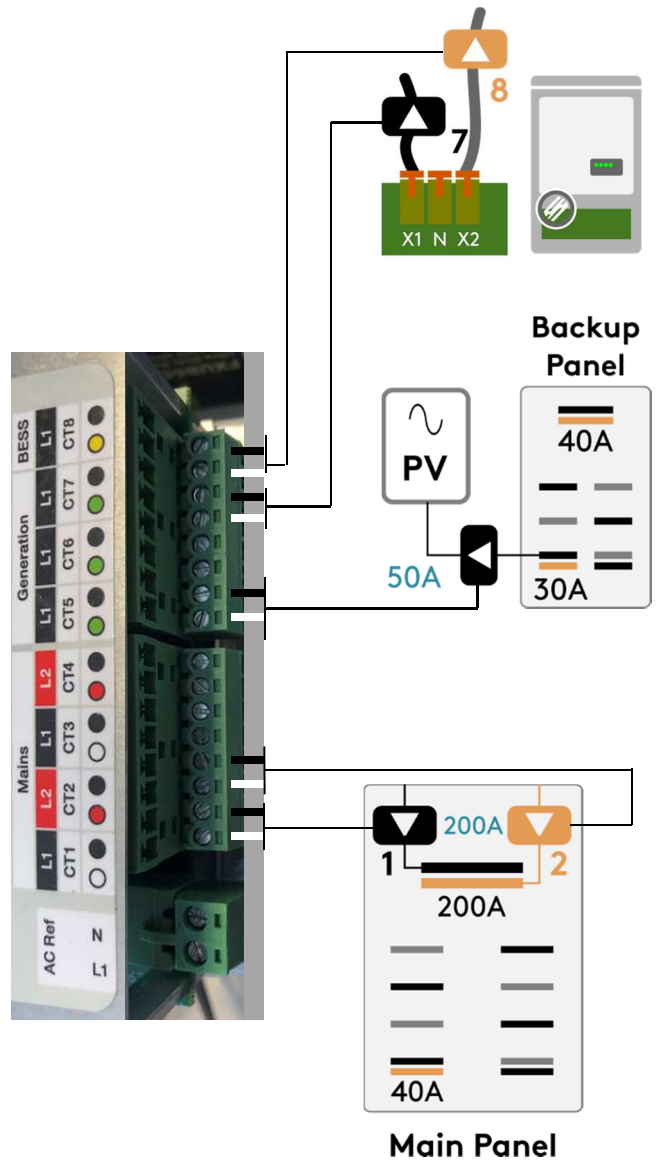 8
7
X1 N X2
Backup
Panel
40A
PV
50A
30A
BESS
L1
CT8
Generation
L1
CT7
L1
CT6
L1
CT5
Mains
L2
CT4
L1
CT3
L2
CT2
L1
CT1
AC Ref
N
L1
200A
1
2
200A
40A
Main Panel